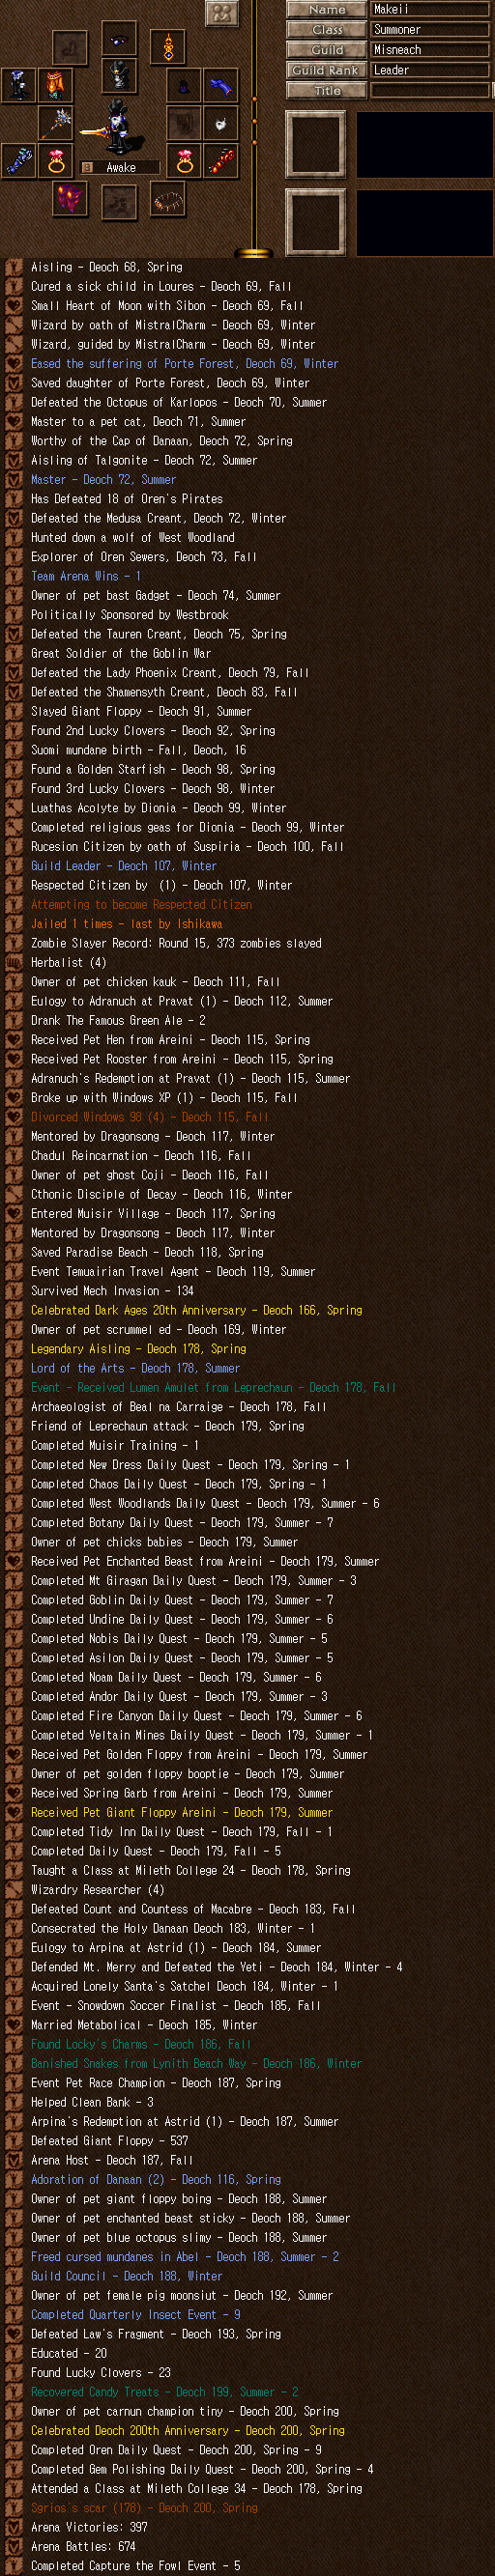 Name Makeii
Class Summoner
Guild Misneach
Guild Rank Leader
Title
Awake
Aisling - Deoch 68, Spring
Cured a sick child in Loures - Deoch 69, Fall
Small Heart of Moon with Sibon - Deoch 69, Fall
Wizard by oath of MistralCharm - Deoch 69, Winter
Wizard, guided by MistralCharm - Deoch 69, Winter
Eased the suffering of Porte Forest, Deoch 69, Winter
Saved daughter of Porte Forest, Deoch 69, Winter
Defeated the Octopus of Karlopos - Deoch 70, Summer
Master to a pet cat, Deoch 71, Summer
Worthy of the Cap of Danaan, Deoch 72, Spring
Aisling of Talgonite - Deoch 72, Summer
Master - Deoch 72, Summer
Has Defeated 18 of Oren's Pirates
Defeated the Medusa Creant, Deoch 72, Winter
Hunted down a wolf of West Woodland
Explorer of Oren Sewers, Deoch 73, Fall
Team Arena Wins - 1
Owner of pet bast Gadget - Deoch 74, Summer
Politically Sponsored by Westbrook
Defeated the Tauren Creant, Deoch 75, Spring
Great Soldier of the Goblin War
Defeated the Lady Phoenix Creant, Deoch 79, Fall
Defeated the Shamensyth Creant, Deoch 83, Fall
Slayed Giant Floppy - Deoch 91, Summer
Found 2nd Lucky Clovers - Deoch 92, Spring
Suomi mundane birth - Fall, Deoch, 16
Found a Golden Starfish - Deoch 98, Spring
Found 3rd Lucky Clovers - Deoch 98, Winter
Luathas Acolyte by Dionia - Deoch 99, Winter
Completed religious geas for Dionia - Deoch 99, Winter
Rucesion Citizen by oath of Suspiria - Deoch 100, Fall
Guild Leader - Deoch 107, Winter
Respected Citizen by  (1) - Deoch 107, Winter
Attempting to become Respected Citizen
Jailed 1 times - last by Ishikawa
Zombie Slayer Record: Round 15, 373 zombies slayed
Herbalist (4)
Owner of pet chicken kauk - Deoch 111, Fall
Eulogy to Adranuch at Pravat (1) - Deoch 112, Summer
Drank The Famous Green Ale - 2
Received Pet Hen from Areini - Deoch 115, Spring
Received Pet Rooster from Areini - Deoch 115, Spring
Adranuch's Redemption at Pravat (1) - Deoch 115, Summer
Broke up with Windows XP (1) - Deoch 115, Fall
Divorced Windows 98 (4) - Deoch 115, Fall
Mentored by Dragonsong - Deoch 117, Winter
Chadul Reincarnation - Deoch 116, Fall
Owner of pet ghost Coji - Deoch 116, Fall
Cthonic Disciple of Decay - Deoch 116, Winter
Entered Muisir Village - Deoch 117, Spring
Mentored by Dragonsong - Deoch 117, Winter
Saved Paradise Beach - Deoch 118, Spring
Event Temuairian Travel Agent - Deoch 119, Summer
Survived Mech Invasion - 134
Celebrated Dark Ages 20th Anniversary - Deoch 166, Spring
Owner of pet scrummel ed - Deoch 169, Winter
Legendary Aisling - Deoch 178, Spring
Lord of the Arts - Deoch 178, Summer
Event - Received Lumen Amulet from Leprechaun - Deoch 178, Fall
Archaeologist of Beal na Carraige - Deoch 178, Fall
Friend of Leprechaun attack - Deoch 179, Spring
Completed Muisir Training - 1
Completed New Dress Daily Quest - Deoch 179, Spring - 1
Completed Chaos Daily Quest - Deoch 179, Spring - 1
Completed West Woodlands Daily Quest - Deoch 179, Summer - 6
Completed Botany Daily Quest - Deoch 179, Summer - 7
Owner of pet chicks babies - Deoch 179, Summer
Received Pet Enchanted Beast from Areini - Deoch 179, Summer
Completed Mt Giragan Daily Quest - Deoch 179, Summer - 3
Completed Goblin Daily Quest - Deoch 179, Summer - 7
Completed Undine Daily Quest - Deoch 179, Summer - 6
Completed Nobis Daily Quest - Deoch 179, Summer - 5
Completed Asilon Daily Quest - Deoch 179, Summer - 5
Completed Noam Daily Quest - Deoch 179, Summer - 6
Completed Andor Daily Quest - Deoch 179, Summer - 3
Completed Fire Canyon Daily Quest - Deoch 179, Summer - 6
Completed Veltain Mines Daily Quest - Deoch 179, Summer - 1
Received Pet Golden Floppy from Areini - Deoch 179, Summer
Owner of pet golden floppy booptie - Deoch 179, Summer
Received Spring Garb from Areini - Deoch 179, Summer
Received Pet Giant Floppy Areini - Deoch 179, Summer
Completed Tidy Inn Daily Quest - Deoch 179, Fall - 1
Completed Daily Quest - Deoch 179, Fall - 5
Taught a Class at Mileth College 24 - Deoch 178, Spring
Wizardry Researcher (4)
Defeated Count and Countess of Macabre - Deoch 183, Fall
Consecrated the Holy Danaan Deoch 183, Winter - 1
Eulogy to Arpina at Astrid (1) - Deoch 184, Summer
Defended Mt. Merry and Defeated the Yeti - Deoch 184, Winter - 4
Acquired Lonely Santa's Satchel Deoch 184, Winter - 1
Event - Snowdown Soccer Finalist - Deoch 185, Fall
Married Metabolical - Deoch 185, Winter
Found Locky's Charms - Deoch 186, Fall
Banished Snakes from Lynith Beach Way - Deoch 186, Winter
Event Pet Race Champion - Deoch 187, Spring
Helped Clean Bank - 3
Arpina's Redemption at Astrid (1) - Deoch 187, Summer
Defeated Giant Floppy - 537
Arena Host - Deoch 187, Fall
Adoration of Danaan (2) - Deoch 116, Spring
Owner of pet giant floppy boing - Deoch 188, Summer
Owner of pet enchanted beast sticky - Deoch 188, Summer
Owner of pet blue octopus slimy - Deoch 188, Summer
Freed cursed mundanes in Abel - Deoch 188, Summer - 2
Guild Council - Deoch 188, Winter
Owner of pet female pig moonsiut - Deoch 192, Summer
Completed Quarterly Insect Event - 9
Defeated Law's Fragment - Deoch 193, Spring
Educated - 20
Found Lucky Clovers - 23
Recovered Candy Treats - Deoch 199, Summer - 2
Owner of pet carnun champion tiny - Deoch 200, Spring
Celebrated Deoch 200th Anniversary - Deoch 200, Spring
Completed Oren Daily Quest - Deoch 200, Spring - 9
Completed Gem Polishing Daily Quest - Deoch 200, Spring - 4
Attended a Class at Mileth College 34 - Deoch 178, Spring
Sgrios's scar (178) - Deoch 200, Spring
Arena Victories: 397
Arena Battles: 674
Completed Capture the Fowl Event - 5